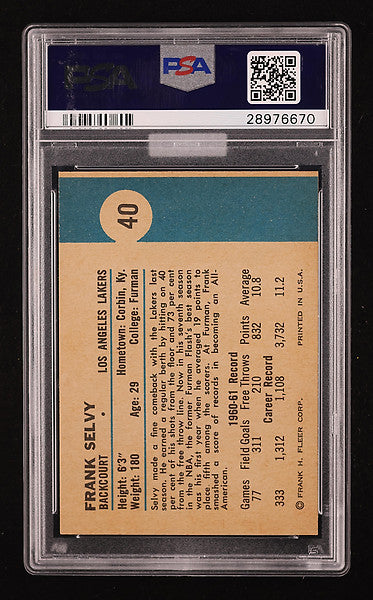 PSA
PSA
28976670
40
FRANK SELVY
BACKCOURT • LOS ANGELES LAKERS
Height: 6'3" Hometown: Corbin, Ky.
Weight: 180 Age: 29 College: Furman
Selvy made a fine comeback with the Lakers last
season. He earned a regular berth by hitting on 40
per cent of his shots from the floor and 73 per cent
from the free throw line. Now in his seventh season
in the NBA, the former Furman Flash's best season
was his first year when he averaged 19 points to
place fifth among the scorers. At Furman, Frank
smashed a score of records in becoming an All-
American.
1960-61 Record
Games Field Goals Free Throws Points Average
77 311 210 832 10.8
Career Record
333 1,312 1,108 3,732 11.2
© FRANK H. FLEER CORP. PRINTED IN U.S.A.